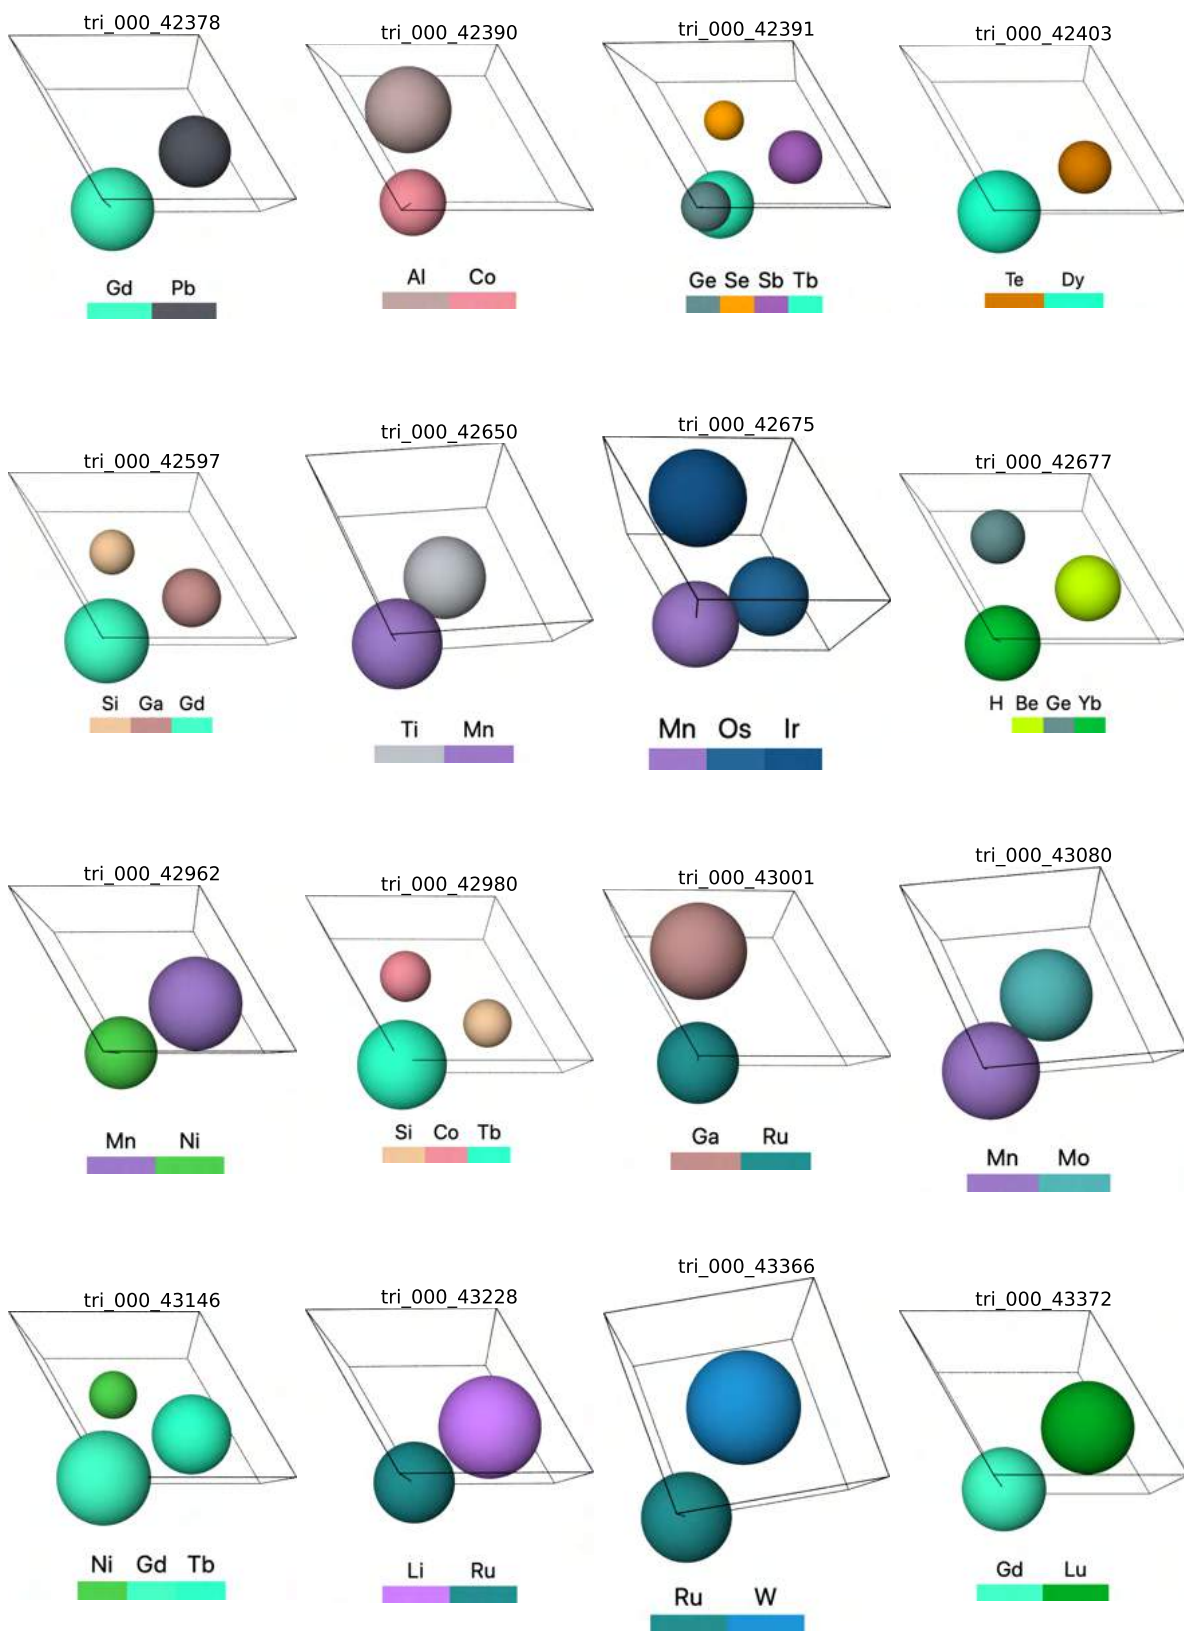 tri_000_42378
tri_000_42390
tri_000_42391
tri_000_42403
Gd Pb
Al Co
Ge Se Sb Tb
Te Dy
tri_000_42597
tri_000_42650
tri_000_42675
tri_000_42677
Si Ga Gd
Ti Mn
Mn Os Ir
H Be Ge Yb
tri_000_42962
tri_000_42980
tri_000_43001
tri_000_43080
Mn Ni
Si Co Tb
Ga Ru
Mn Mo
tri_000_43146
tri_000_43228
tri_000_43366
tri_000_43372
Ni Gd Tb
Li Ru
Ru W
Gd Lu